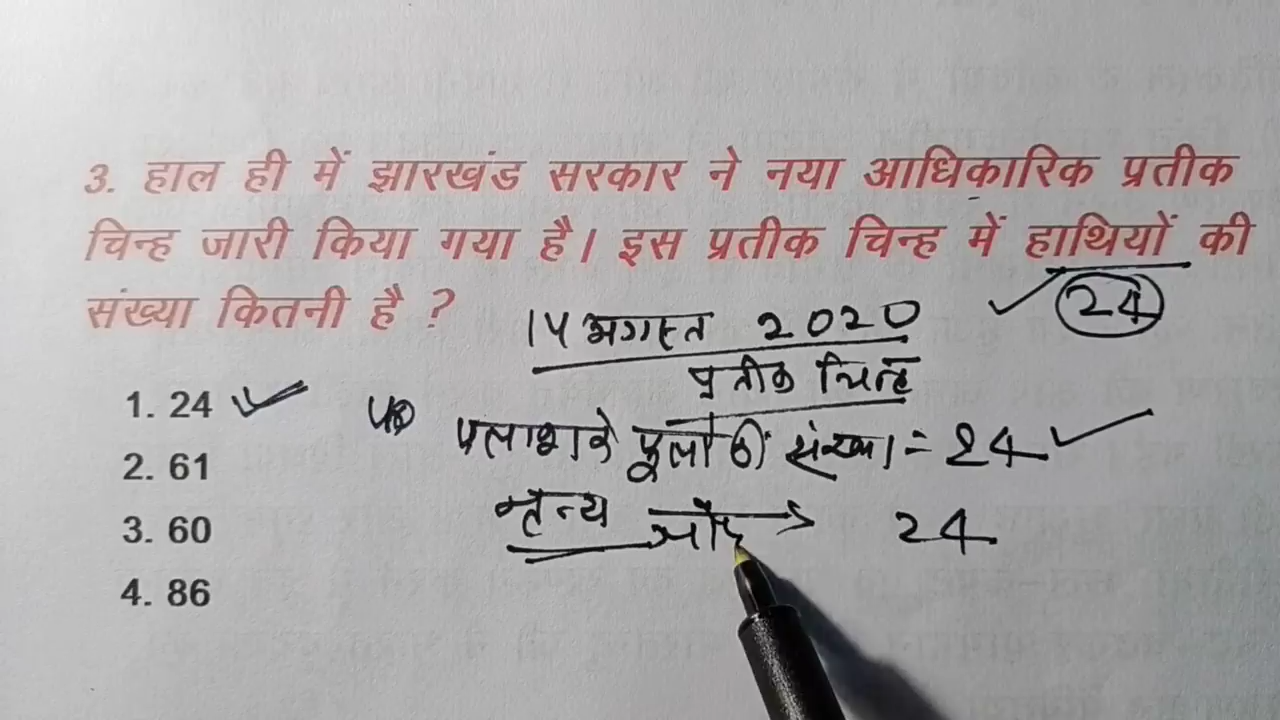 3. हाल ही में झारखंड सरकार ने नया आधिकारिक प्रतीक
चिन्ह जारी किया गया है। इस प्रतीक चिन्ह में हाथियों की
संख्या कितनी है ?
24
14 अगस्त 2020
प्रतीक चिन्ह
1. 24
पलाश के फूलों की संख्या = 24
2. 61
नृत्य 24
3. 60
4. 86